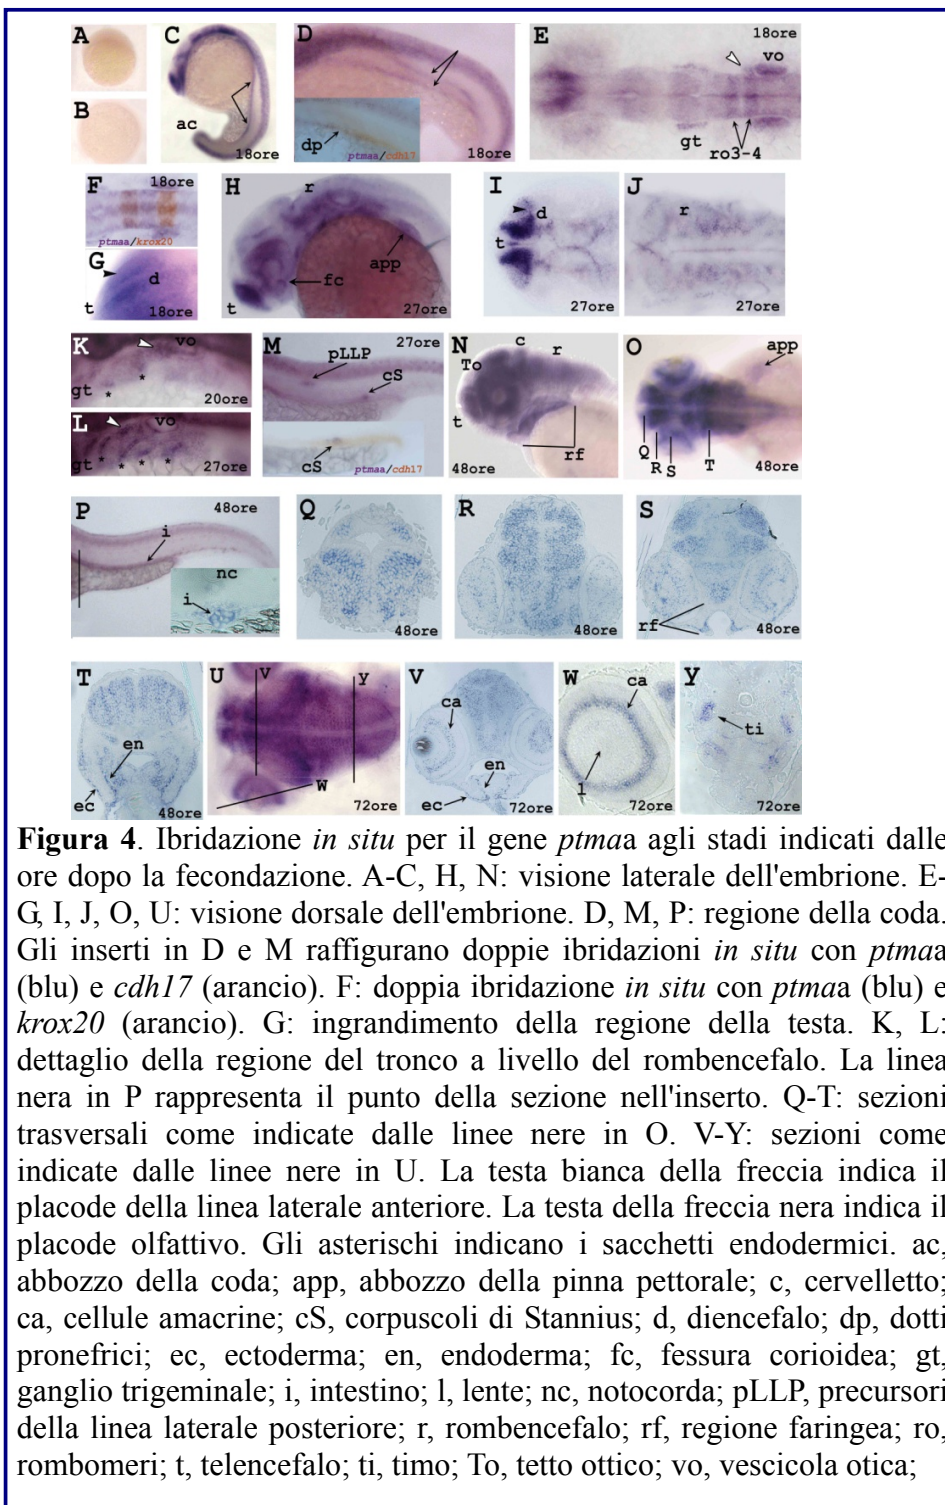 A
B
C
ac
18ore
D
dp
ptmaa/cdh17
18ore
E
18ore
vo
gt
ro3-4
F
18ore
ptmaa/krox20
G
d
t
18ore
H
r
app
fc
t
27ore
I
d
t
27ore
J
r
27ore
K
vo
gt
*
*
20ore
L
vo
gt
* * * *
27ore
M
27ore
pLLP
cS
cS
ptmaa/cdh17
N
c
r
To
t
rf
48ore
O
app
Q
R
S
T
48ore
P
48ore
i
nc
i
Q
48ore
R
48ore
S
rf
48ore
T
en
ec
48ore
U
V
y
W
72ore
V
ca
en
ec
72ore
W
ca
l
72ore
Y
ti
72ore
Figura 4. Ibridazione in situ per il gene ptmaa agli stadi indicati dalle
ore dopo la fecondazione. A-C, H, N: visione laterale dell'embrione. E-
G, I, J, O, U: visione dorsale dell'embrione. D, M, P: regione della coda.
Gli inserti in D e M raffigurano doppie ibridazioni in situ con ptmaa
(blu) e cdh17 (arancio). F: doppia ibridazione in situ con ptmaa (blu) e
krox20 (arancio). G: ingrandimento della regione della testa. K, L:
dettaglio della regione del tronco a livello del rombencefalo. La linea
nera in P rappresenta il punto della sezione nell'inserto. Q-T: sezioni
trasversali come indicate dalle linee nere in O. V-Y: sezioni come
indicate dalle linee nere in U. La testa bianca della freccia indica il
placode della linea laterale anteriore. La testa della freccia nera indica il
placode olfattivo. Gli asterischi indicano i sacchetti endodermici. ac,
abbozzo della coda; app, abbozzo della pinna pettorale; c, cervelletto;
ca, cellule amacrine; cS, corpuscoli di Stannius; d, diencefalo; dp, dotti
pronefrici; ec, ectoderma; en, endoderma; fc, fessura corioidea; gt,
ganglio trigeminale; i, intestino; l, lente; nc, notocorda; pLLP, precursori
della linea laterale posteriore; r, rombencefalo; rf, regione faringea; ro,
rombomeri; t, telencefalo; ti, timo; To, tetto ottico; vo, vescicola otica;